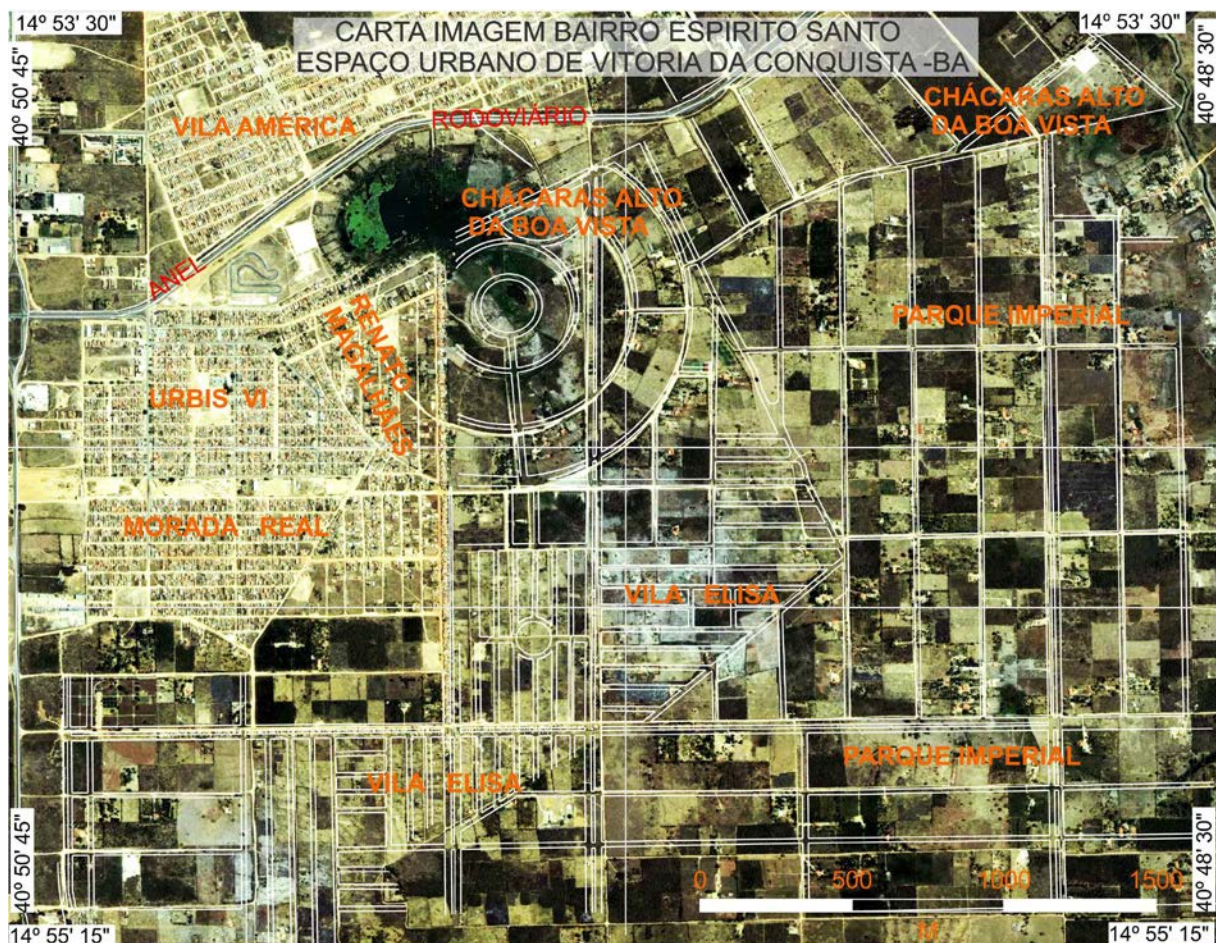 14º 53' 30"
CARTA IMAGEM BAIRRO ESPIRITO SANTO
ESPAÇO URBANO DE VITORIA DA CONQUISTA -BA
14º 53' 30"
40º 50' 45"
40º 48' 30"
CHÁCARAS ALTO
DA BOA VISTA
VILA AMÉRICA
RODOVIÁRIO
CHÁCARAS ALTO
DA BOA VISTA
ANEL
RENATO
MAGALHÃES
PARQUE IMPERIAL
URBIS VI
MORADA REAL
VILA ELISA
VILA ELISA
PARQUE IMPERIAL
40º 50' 45"
40º 48' 30"
0 500 1000 1500
M
14º 55' 15"
14º 55' 15"